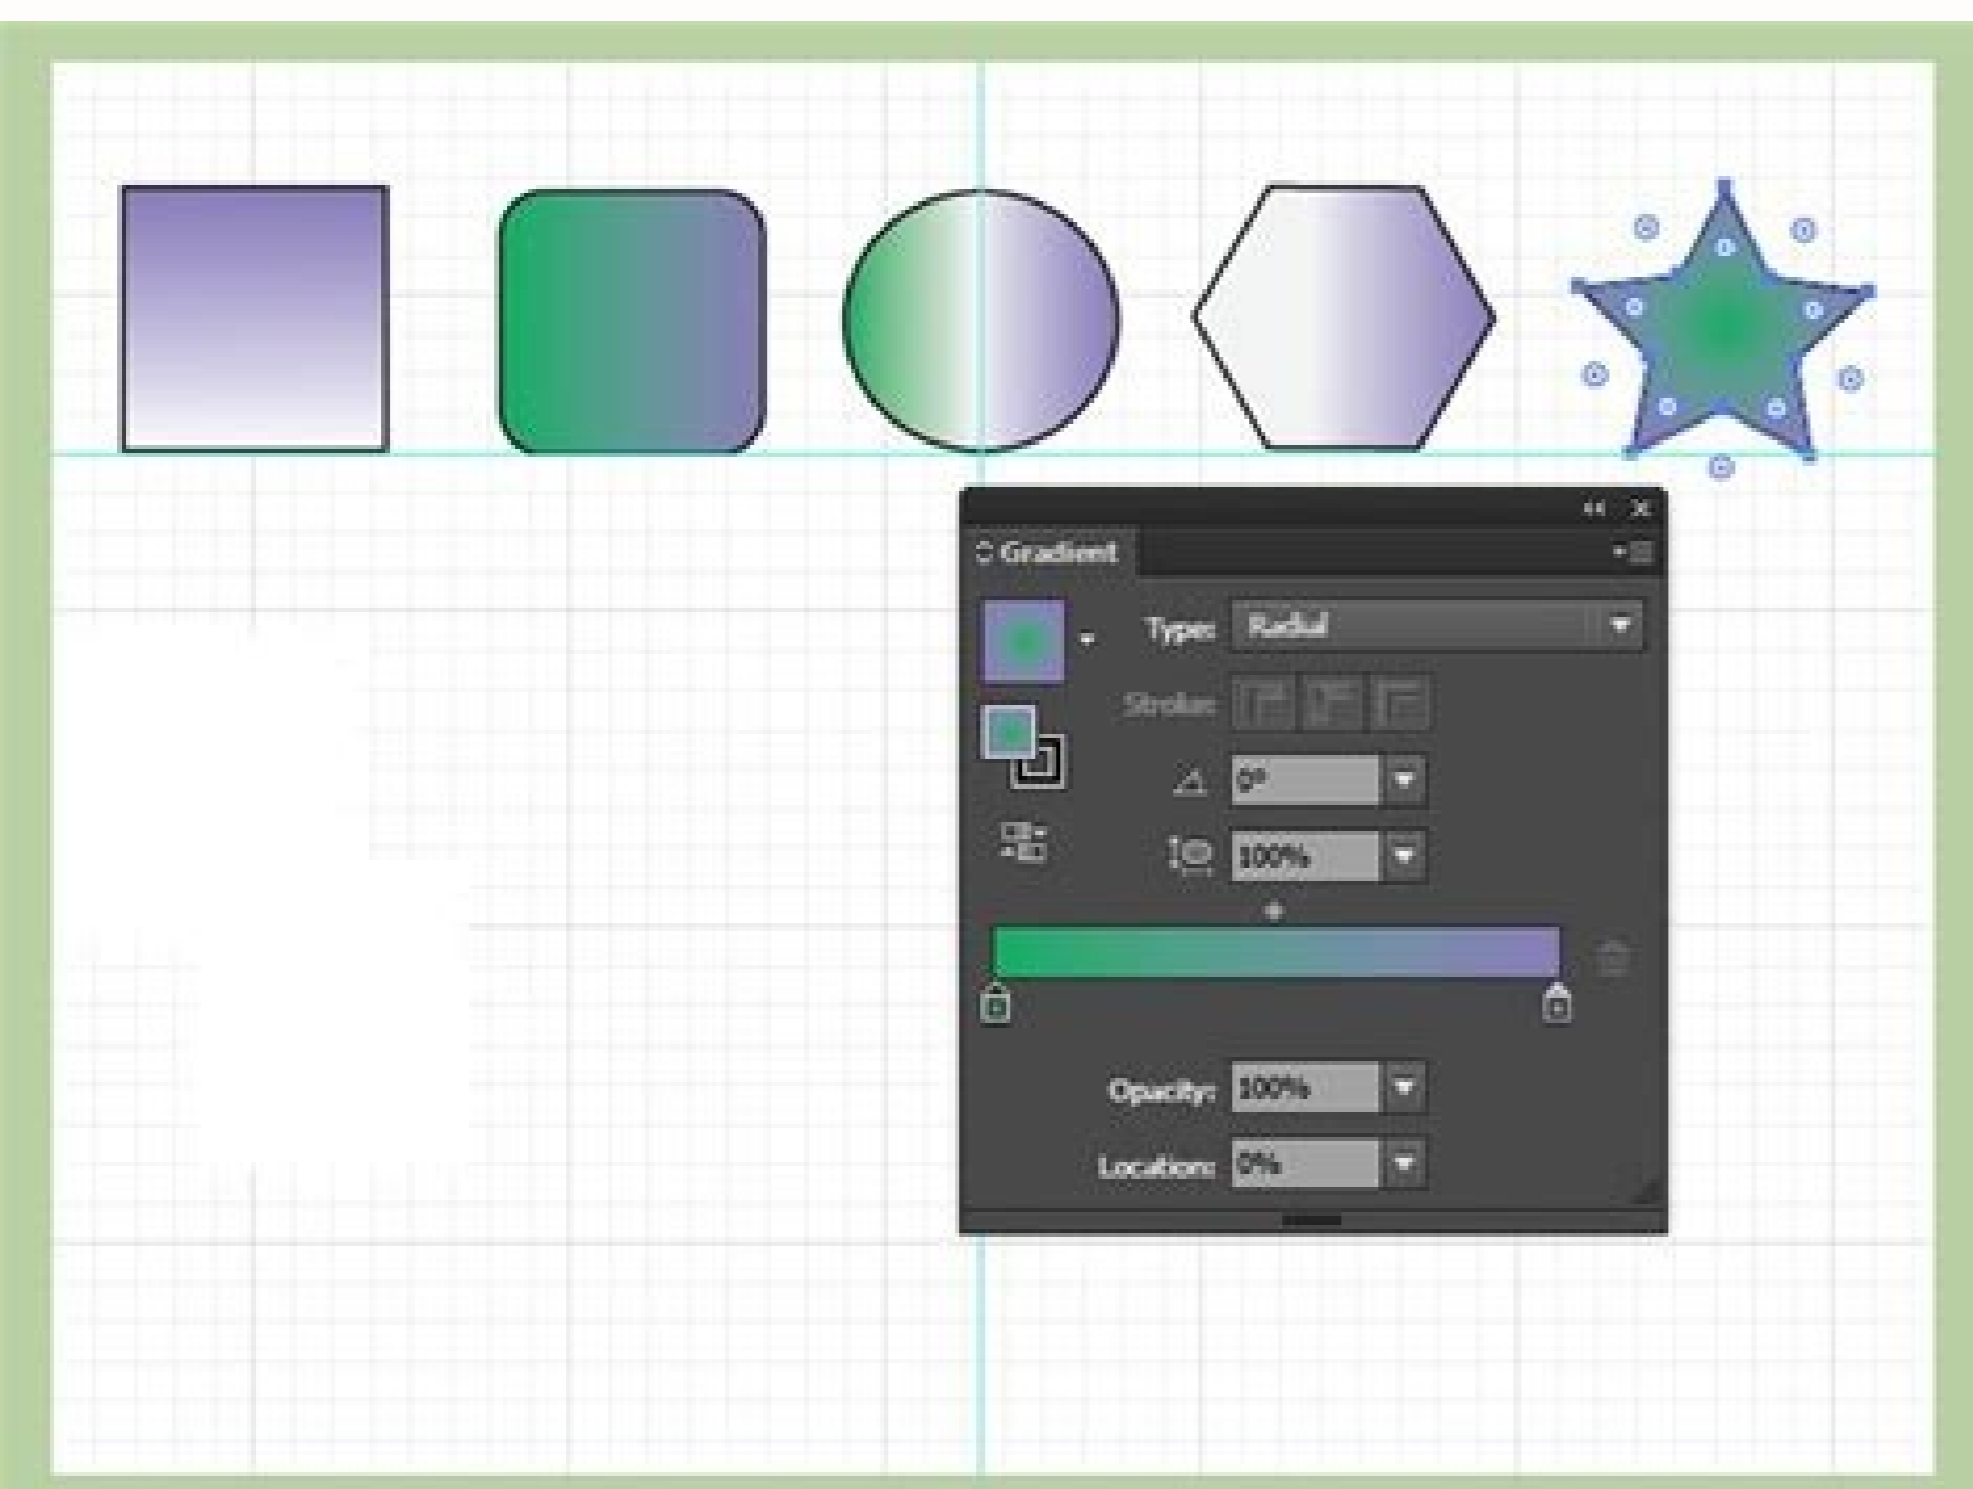 Gradient
Type: Radial
Stroke:
0°
100%
Opacity: 100%
Location: 0%